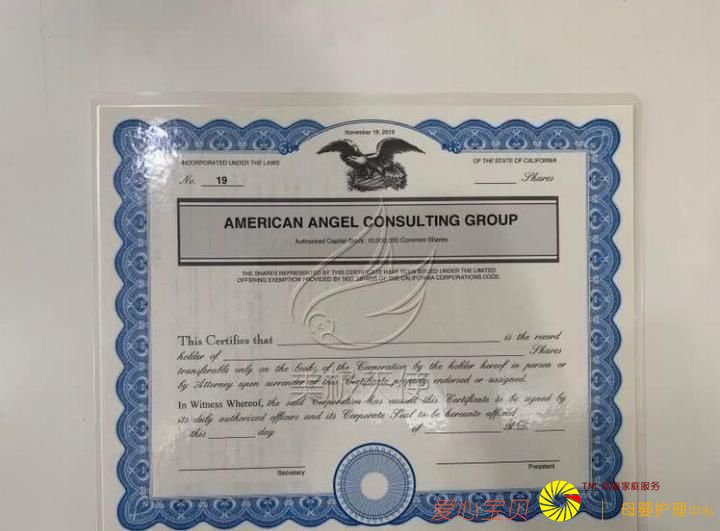 November 19, 2015
INCORPORATED UNDER THE LAWS
OF THE STATE OF CALIFORNIA
No. 19
Shares
AMERICAN ANGEL CONSULTING GROUP
Authorized Capital Stock: 10,000,000 Common Shares
THE SHARES REPRESENTED BY THIS CERTIFICATE HAVE BEEN ISSUED UNDER THE LIMITED
OFFERING EXEMPTION PROVIDED BY SEC. OF THE CALIFORNIA CORPORATIONS CODE.
This Certifies that is the record
holder of Shares
transferable only on the books of the Corporation by the holder hereof in person or
by Attorney upon surrender of this Certificate properly endorsed or assigned.
In Witness Whereof, the said Corporation has caused this Certificate to be signed by
its duly authorized officers and its Corporate Seal to be hereunto affixed
this day of A.D.
Secretary
President
爱心宝贝
TM 家庭服务
母婴护理中心